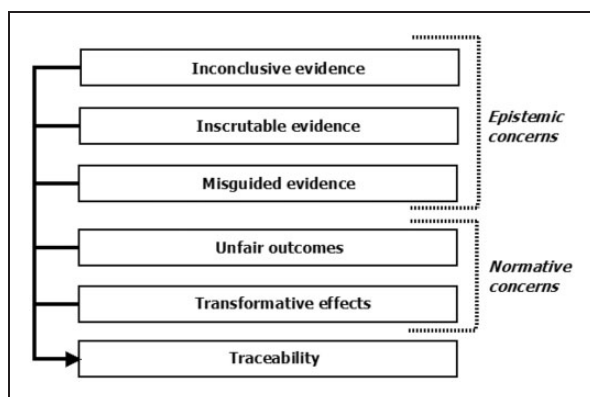 Inconclusive evidence
Inscrutable evidence
Epistemic
concerns
Misguided evidence
Unfair outcomes
Normative
concerns
Transformative effects
Traceability